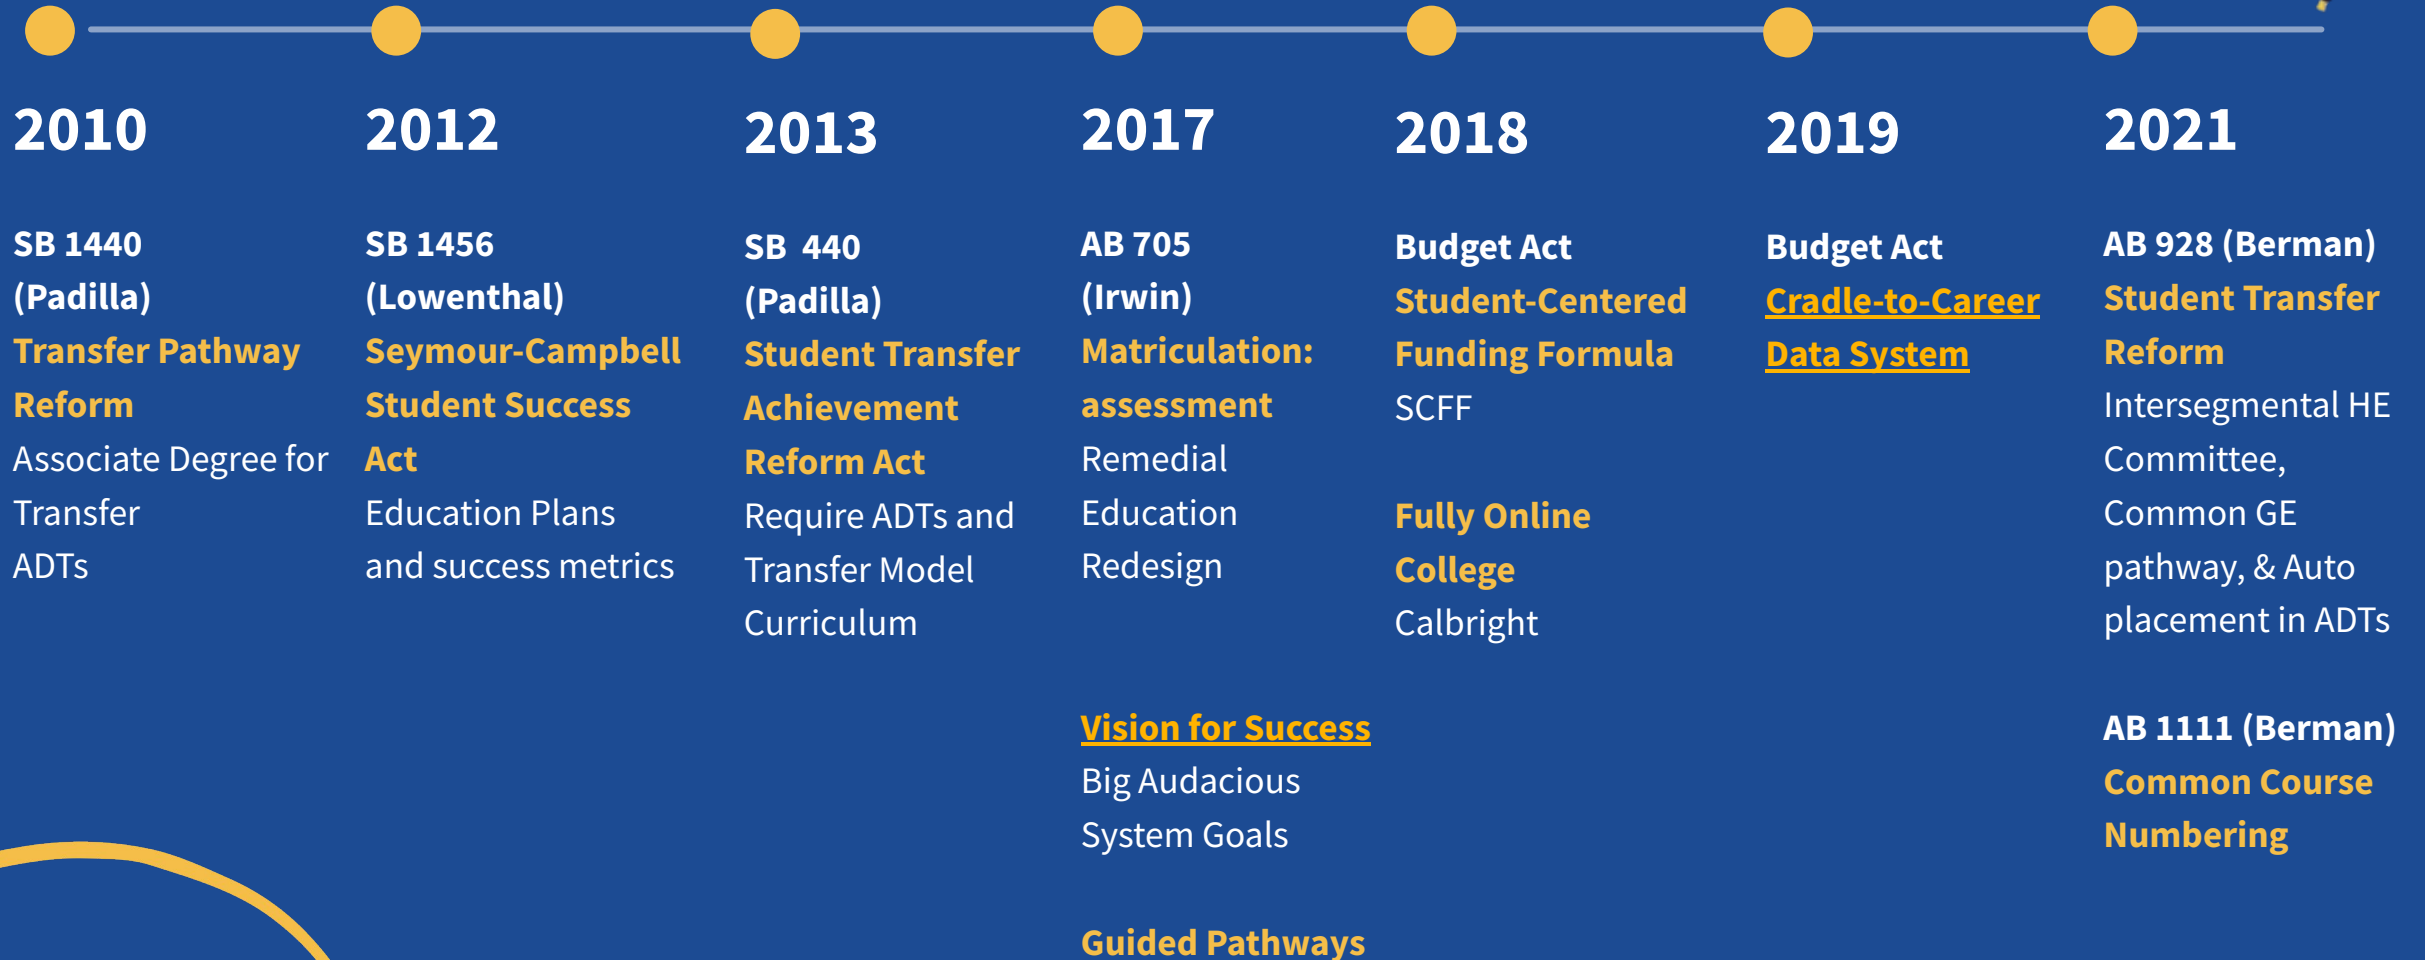 2010
SB 1440
(Padilla)
Transfer Pathway
Reform
Associate Degree for
Transfer
ADTs
2012
SB 1456
(Lowenthal)
Seymour-Campbell
Student Success
Act
Education Plans
and success metrics
2013
SB 440
(Padilla)
Student Transfer
Achievement
Reform Act
Require ADTs and
Transfer Model
Curriculum
2017
AB 705
(Irwin)
Matriculation:
assessment
Remedial
Education
Redesign
Vision for Success
Big Audacious
System Goals
Guided Pathways
2018
Budget Act
Student-Centered
Funding Formula
SCFF
Fully Online
College
Calbright
2019
Budget Act
Cradle-to-Career
Data System
2021
AB 928 (Berman)
Student Transfer
Reform
Intersegmental HE
Committee,
Common GE
pathway, & Auto
placement in ADTs
AB 1111 (Berman)
Common Course
Numbering